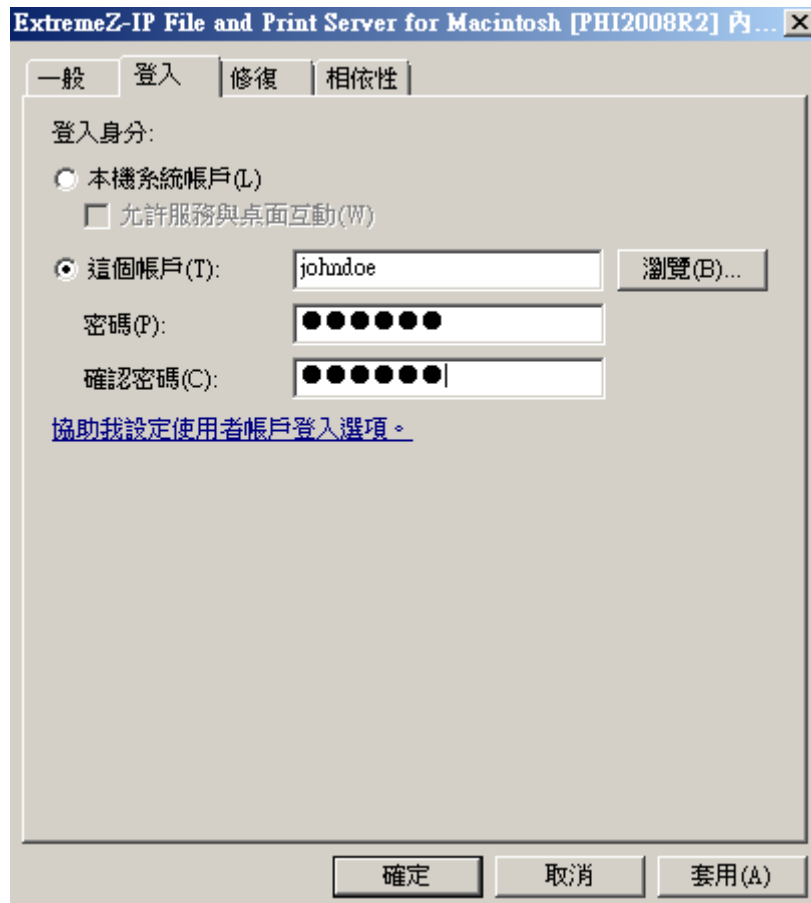 ExtremeZ-IP File and Print Server for Macintosh [PHI2008R2] 內...
一般 登入 修復 相依性
登入身分:
本機系統帳戶(L)
允許服務與桌面互動(W)
這個帳戶(T): johndoe 瀏覽(B)...
密碼(P): ●●●●●●
確認密碼(C): ●●●●●●
協助我設定使用者帳戶登入選項。
確定 取消 套用(A)